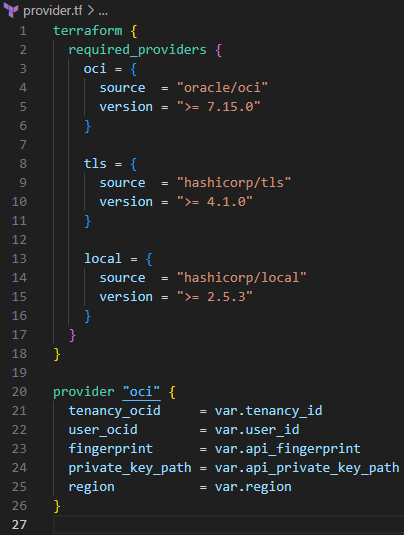 provider.tf > ...
1 terraform {
2   required_providers {
3     oci = {
4       source  = "oracle/oci"
5       version = ">= 7.15.0"
6     }
7
8     tls = {
9       source  = "hashicorp/tls"
10       version = ">= 4.1.0"
11     }
12
13     local = {
14       source  = "hashicorp/local"
15       version = ">= 2.5.3"
16     }
17   }
18 }
19
20 provider "oci" {
21   tenancy_ocid     = var.tenancy_id
22   user_ocid        = var.user_id
23   fingerprint      = var.api_fingerprint
24   private_key_path = var.api_private_key_path
25   region           = var.region
26 }
27